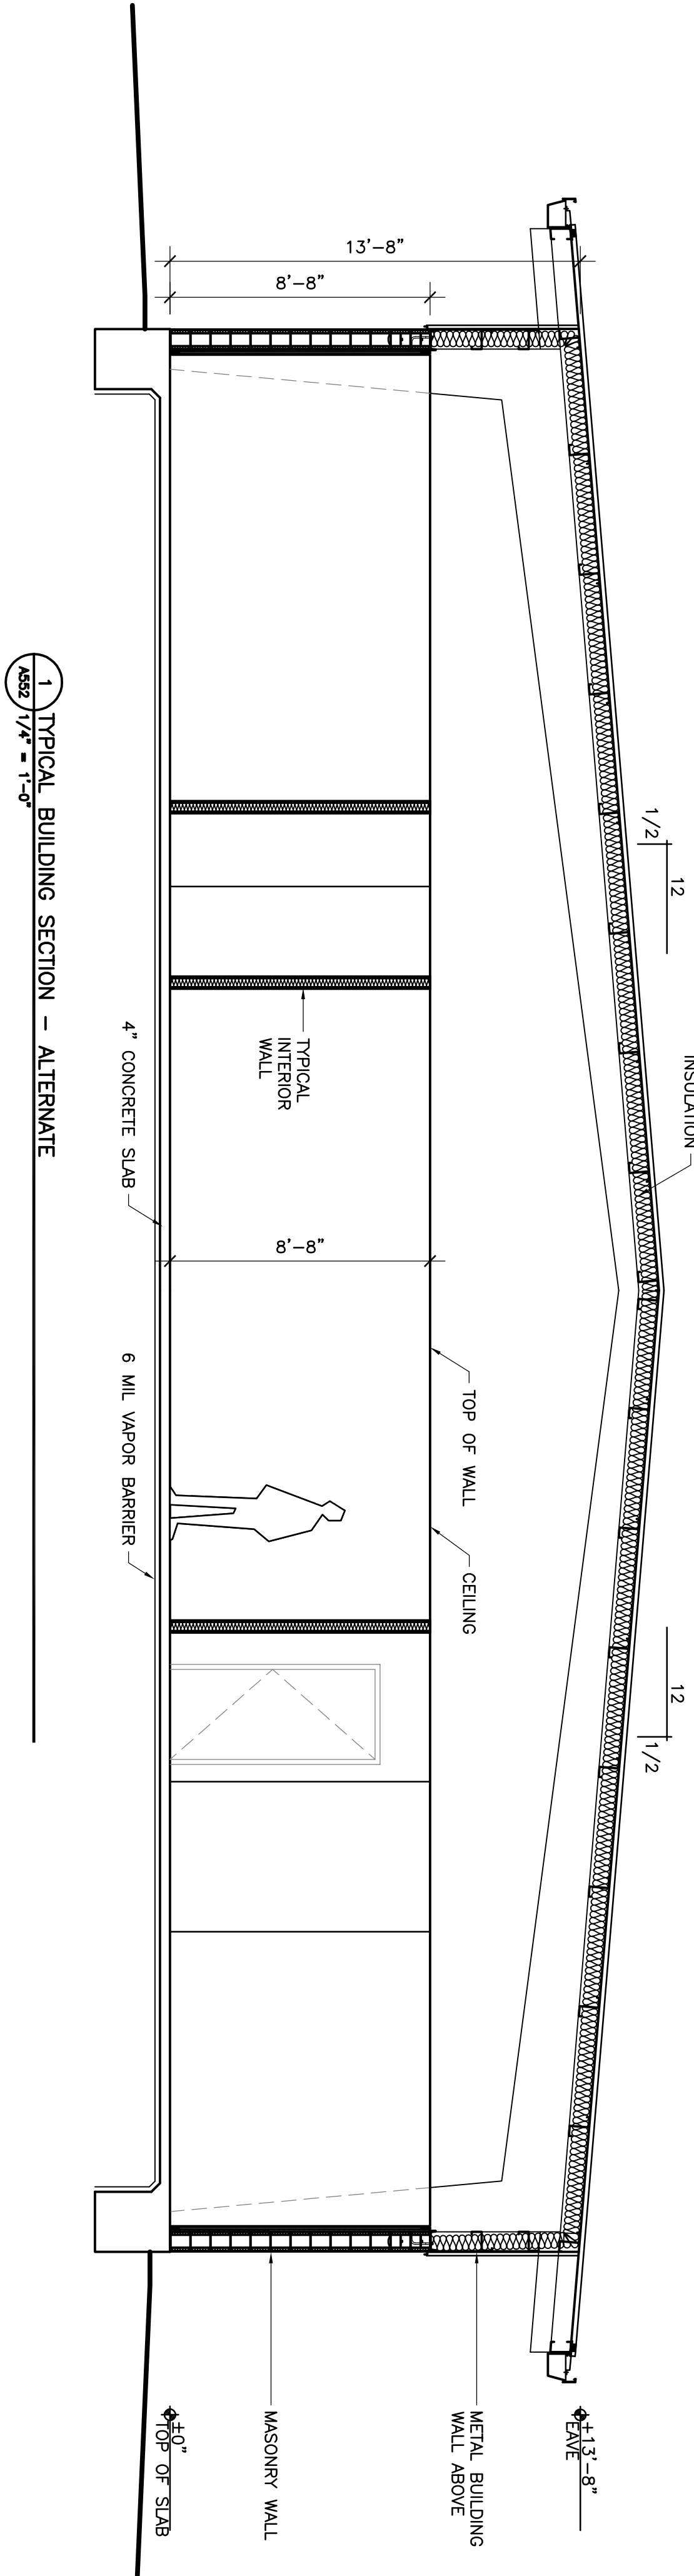 INSULATION
1/2
12
12
1/2
13'-8"
8'-8"
8'-8"
TOP OF WALL
CEILING
TYPICAL
INTERIOR
WALL
+13'-8"
EAVE
METAL BUILDING
WALL ABOVE
MASONRY WALL
±0"
TOP OF SLAB
4" CONCRETE SLAB
6 MIL VAPOR BARRIER
1
A552
TYPICAL BUILDING SECTION - ALTERNATE
1/4" = 1'-0"